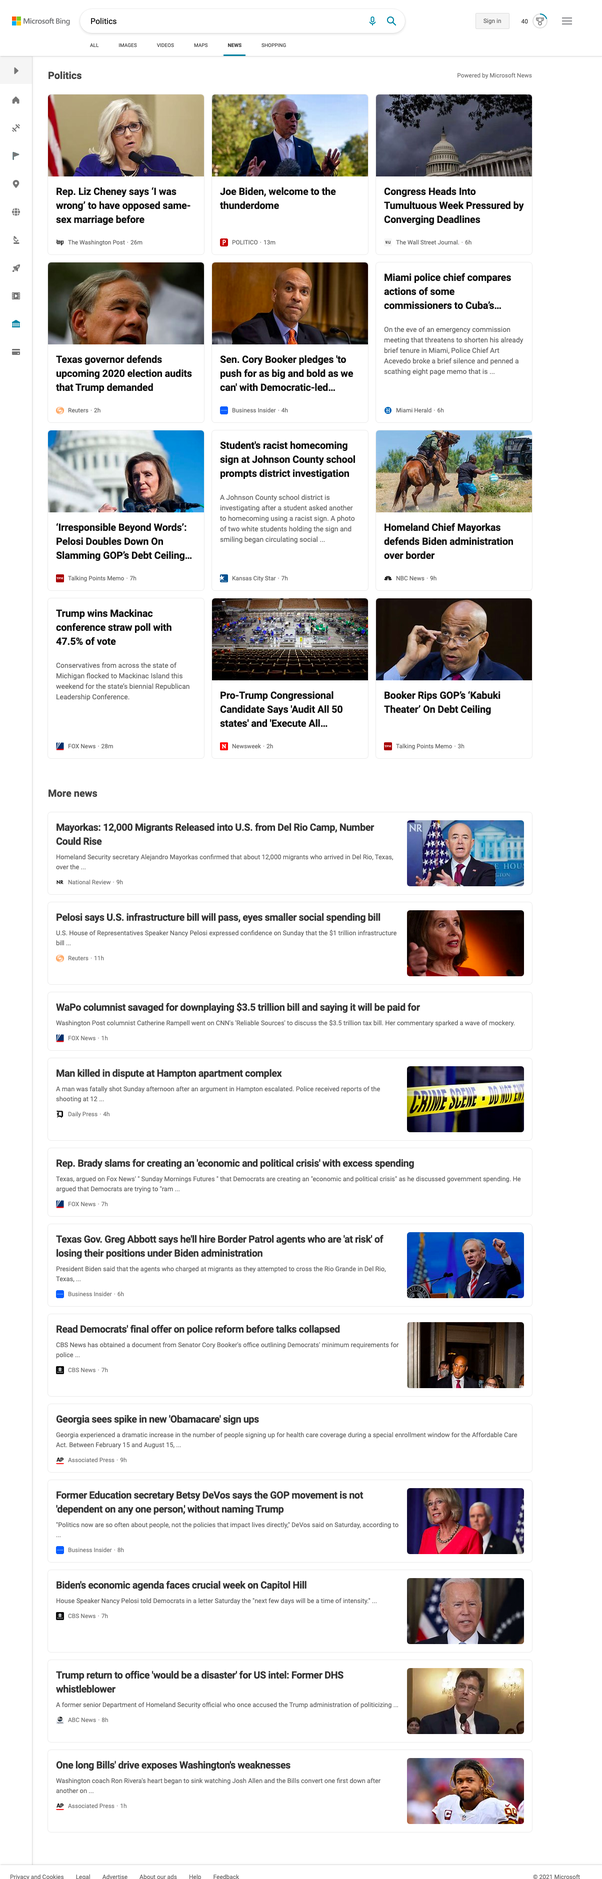 Microsoft Bing
Politics
Sign in
40
ALL IMAGES VIDEOS MAPS NEWS SHOPPING
Politics
Powered by Microsoft News
Rep. Liz Cheney says 'I was
wrong' to have opposed same-
sex marriage before
wp The Washington Post · 26m
Joe Biden, welcome to the
thunderdome
P POLITICO · 13m
Congress Heads Into
Tumultuous Week Pressured by
Converging Deadlines
WSJ The Wall Street Journal. · 6h
Texas governor defends
upcoming 2020 election audits
that Trump demanded
Reuters · 2h
Sen. Cory Booker pledges 'to
push for as big and bold as we
can' with Democratic-led...
Business Insider · 4h
Miami police chief compares
actions of some
commissioners to Cuba's...
On the eve of an emergency commission
meeting that threatens to shorten his already
brief tenure in Miami, Police Chief Art
Acevedo broke a brief silence and penned a
scathing eight page memo that is ...
Miami Herald · 6h
'Irresponsible Beyond Words':
Pelosi Doubles Down On
Slamming GOP's Debt Ceiling...
TPM Talking Points Memo · 7h
Student's racist homecoming
sign at Johnson County school
prompts district investigation
A Johnson County school district is
investigating after a student asked another
to homecoming using a racist sign. A photo
of two white students holding the sign and
smiling began circulating social ...
Kansas City Star · 7h
Homeland Chief Mayorkas
defends Biden administration
over border
NBC News · 9h
Trump wins Mackinac
conference straw poll with
47.5% of vote
Conservatives from across the state of
Michigan flocked to Mackinac Island this
weekend for the state's biennial Republican
Leadership Conference.
FOX News · 28m
Pro-Trump Congressional
Candidate Says 'Audit All 50
states' and 'Execute All...
N Newsweek · 2h
Booker Rips GOP's 'Kabuki
Theater' On Debt Ceiling
TPM Talking Points Memo · 3h
More news
Mayorkas: 12,000 Migrants Released into U.S. from Del Rio Camp, Number
Could Rise
Homeland Security secretary Alejandro Mayorkas confirmed that about 12,000 migrants who arrived in Del Rio, Texas,
over the ...
NR National Review · 9h
NR
Pelosi says U.S. infrastructure bill will pass, eyes smaller social spending bill
U.S. House of Representatives Speaker Nancy Pelosi expressed confidence on Sunday that the $1 trillion infrastructure
bill ...
Reuters · 11h
WaPo columnist savaged for downplaying $3.5 trillion bill and saying it will be paid for
Washington Post columnist Catherine Rampell went on CNN's 'Reliable Sources' to discuss the $3.5 trillion tax bill. Her commentary sparked a wave of mockery.
FOX News · 1h
Man killed in dispute at Hampton apartment complex
A man was fatally shot Sunday afternoon after an argument in Hampton escalated. Police received reports of the
shooting at 12 ...
Daily Press · 4h
CRIME SCENE - DO NOT ENT
Rep. Brady slams for creating an 'economic and political crisis' with excess spending
Texas, argued on Fox News' " Sunday Mornings Futures " that Democrats are creating an "economic and political crisis" as he discussed government spending. He
argued that Democrats are trying to "ram ...
FOX News · 7h
Texas Gov. Greg Abbott says he'll hire Border Patrol agents who are 'at risk' of
losing their positions under Biden administration
President Biden said that the agents who charged at migrants as they attempted to cross the Rio Grande in Del Rio,
Texas, ...
Business Insider · 6h
Read Democrats' final offer on police reform before talks collapsed
CBS News has obtained a document from Senator Cory Booker's office outlining Democrats' minimum requirements for
police ...
CBS News · 7h
Georgia sees spike in new 'Obamacare' sign ups
Georgia experienced a dramatic increase in the number of people signing up for health care coverage during a special enrollment window for the Affordable Care
Act. Between February 15 and August 15, ...
AP Associated Press · 9h
Former Education secretary Betsy DeVos says the GOP movement is not
'dependent on any one person,' without naming Trump
"Politics now are so often about people, not the policies that impact lives directly," DeVos said on Saturday, according to
...
Business Insider · 8h
Biden's economic agenda faces crucial week on Capitol Hill
House Speaker Nancy Pelosi told Democrats in a letter Saturday the "next few days will be a time of intensity." ...
CBS News · 7h
Trump return to office 'would be a disaster' for US intel: Former DHS
whistleblower
A former senior Department of Homeland Security official who once accused the Trump administration of politicizing ...
ABC News · 8h
One long Bills' drive exposes Washington's weaknesses
Washington coach Ron Rivera's heart began to sink watching Josh Allen and the Bills convert one first down after
another on ...
AP Associated Press · 1h
Privacy and Cookies Legal Advertise About our ads Help Feedback
© 2021 Microsoft